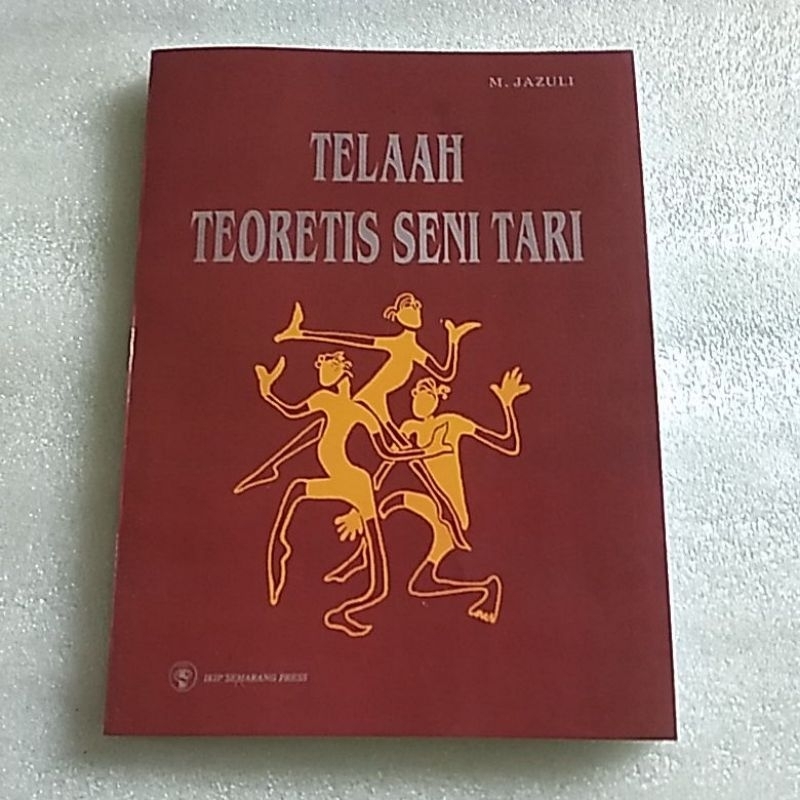 M. JAZULI
TELAAH
TEORETIS SENI TARI
IKIP SEMARANG PRESS